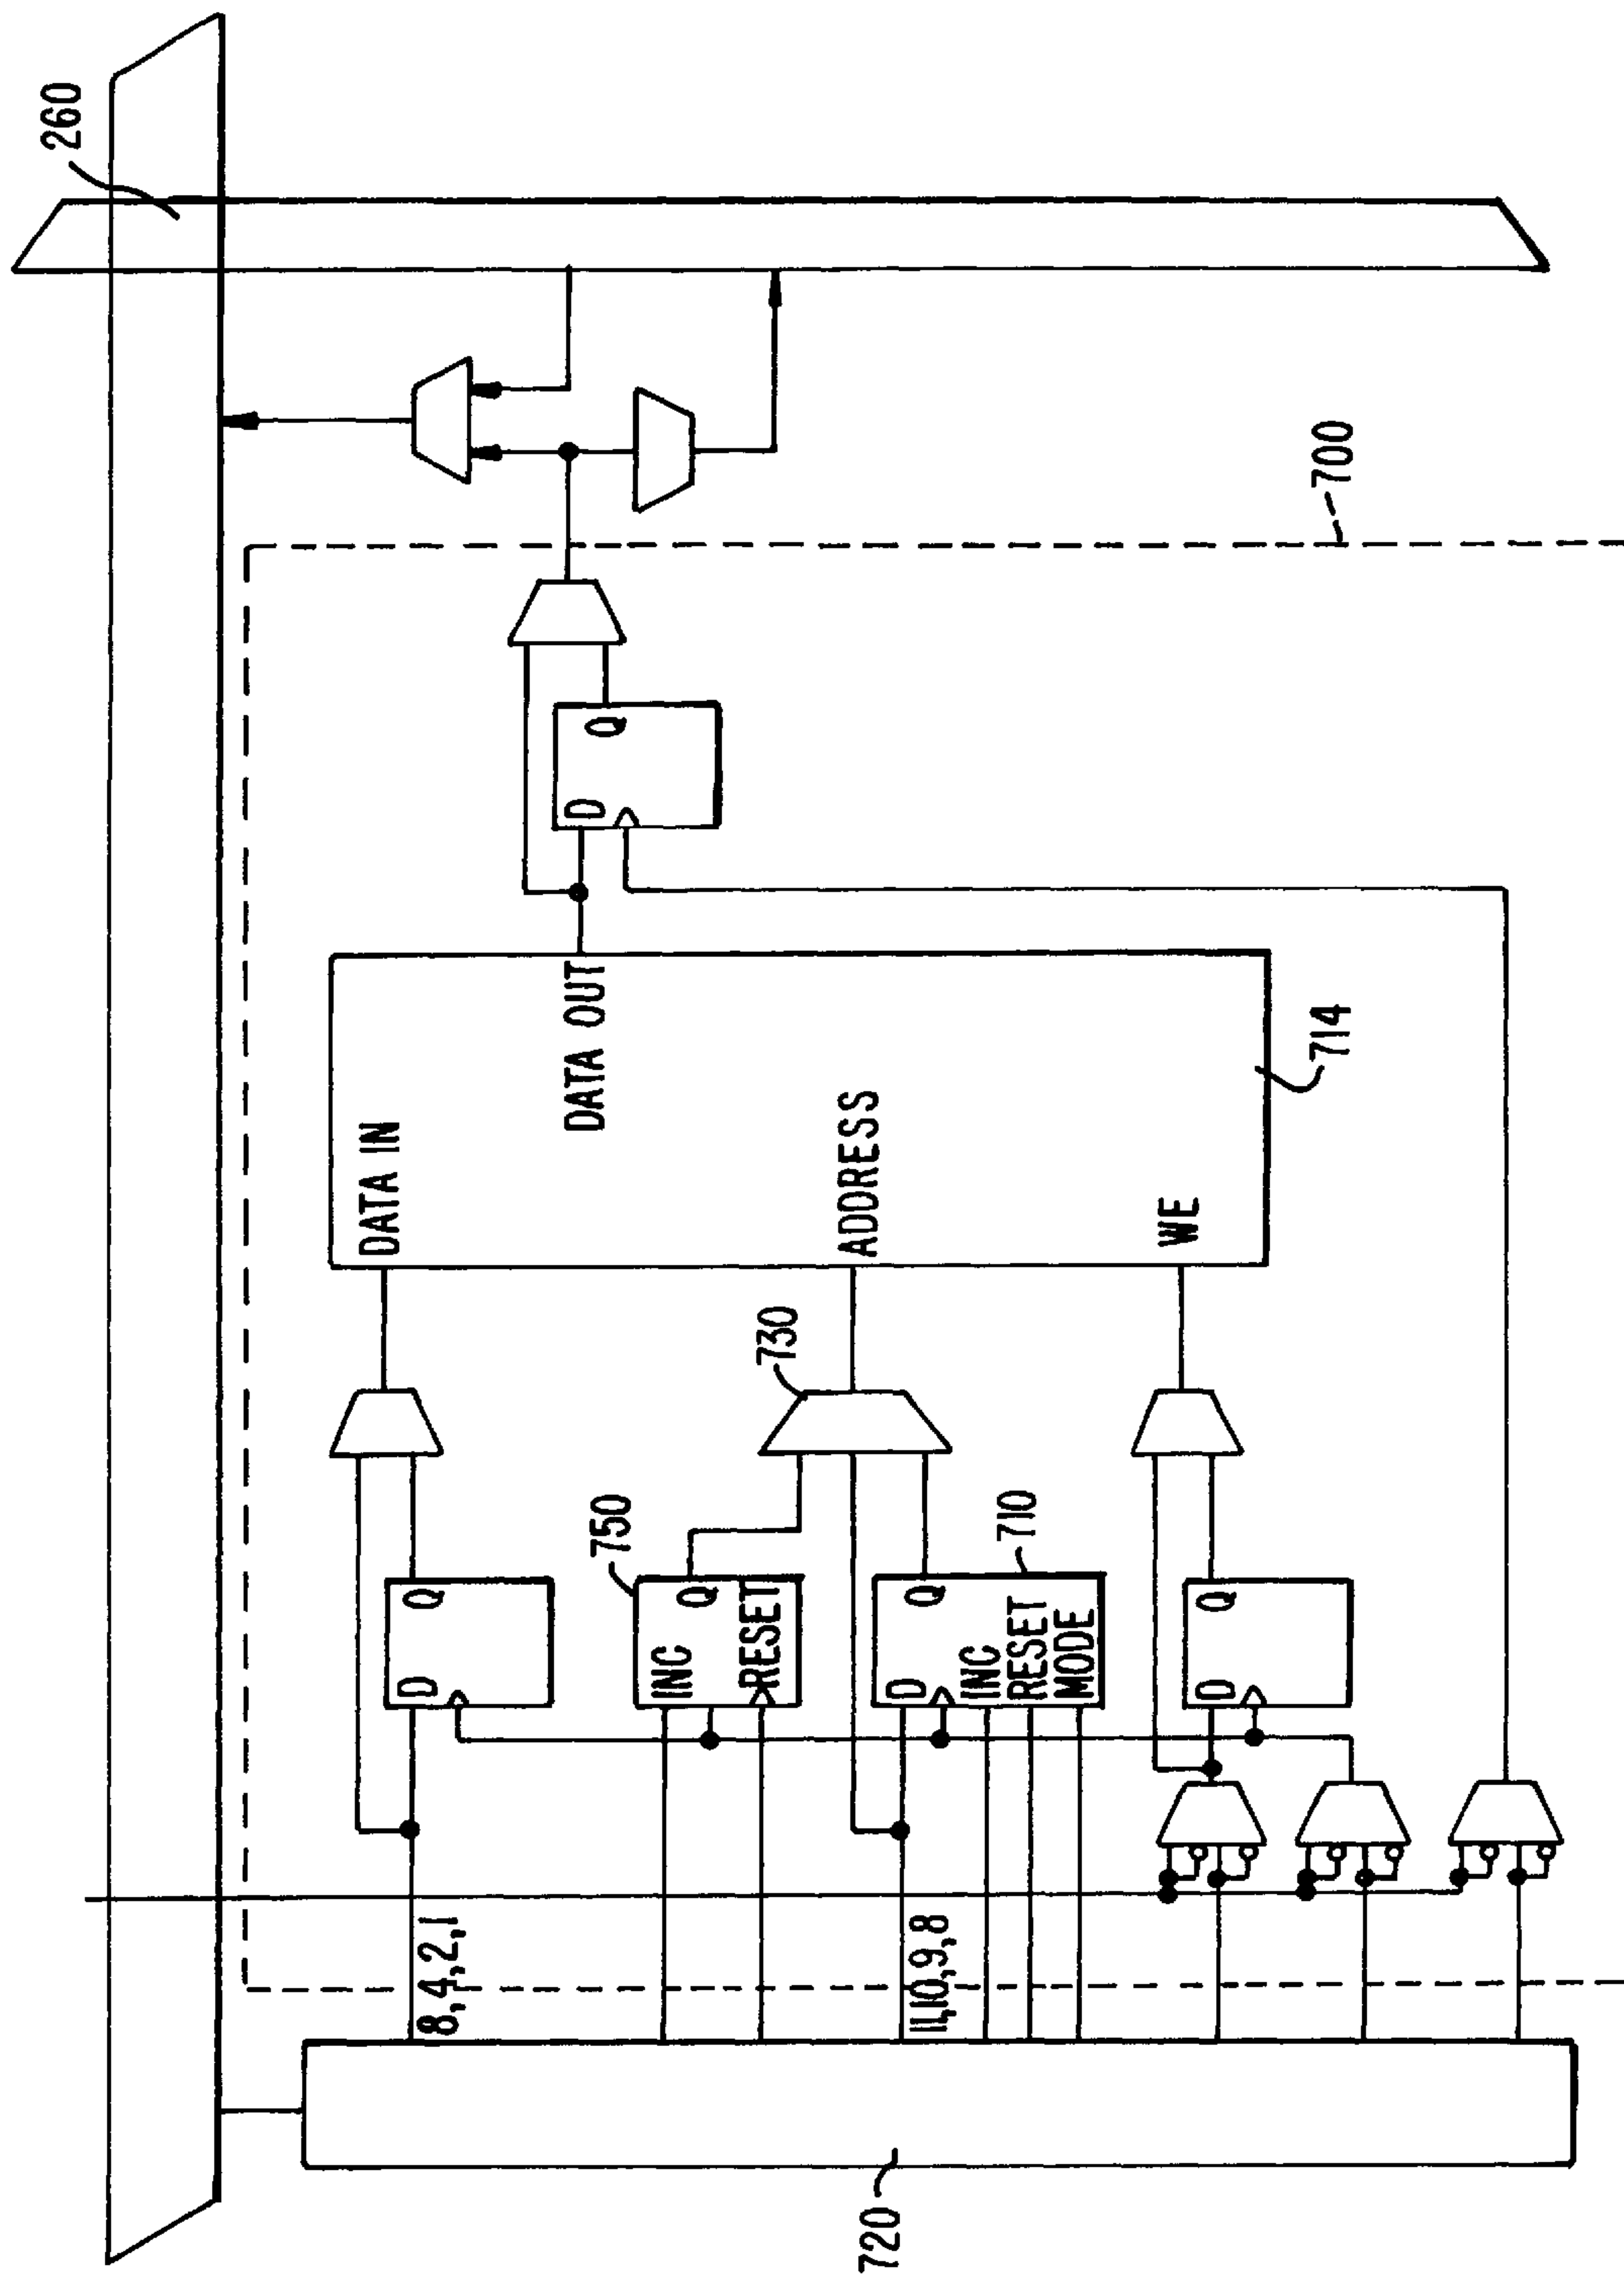 260
700
D
Q
DATA IN
DATA OUT
ADDRESS
WE
714
730
D
Q
750
INC
Q
RESET
710
D
Q
INC
RESET
MODE
D
Q
8,4,2,1
11,10,9,8
720